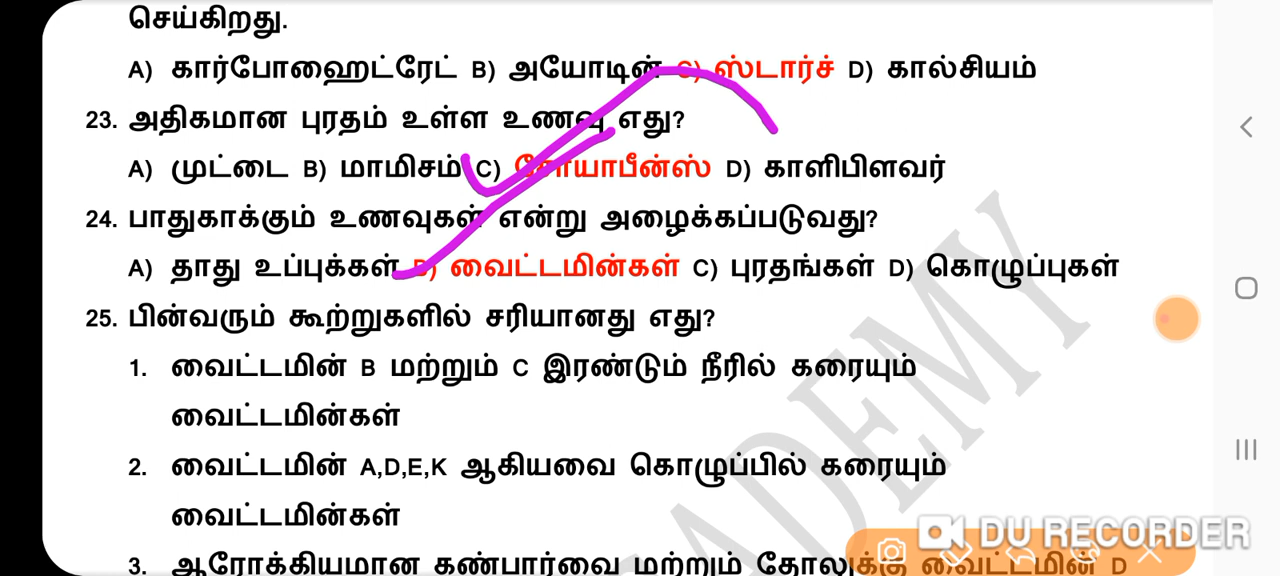 செய்கிறது.
A) கார்போஹைட்ரேட் B) அயோடின் C) ஸ்டார்ச் D) கால்சியம்
23. அதிகமான புரதம் உள்ள உணவு எது?
A) முட்டை B) மாமிசம் C) சோயாபீன்ஸ் D) காளிபிளவர்
24. பாதுகாக்கும் உணவுகள் என்று அழைக்கப்படுவது?
A) தாது உப்புக்கள் B) வைட்டமின்கள் C) புரதங்கள் D) கொழுப்புகள்
25. பின்வரும் கூற்றுகளில் சரியானது எது?
1. வைட்டமின் B மற்றும் C இரண்டும் நீரில் கரையும்
வைட்டமின்கள்
2. வைட்டமின் A,D,E,K ஆகியவை கொழுப்பில் கரையும்
வைட்டமின்கள்
3. ஆரோக்கியமான கண்பார்வை மற்றும் தோலுக்கு வைட்டமின் D
ADEMY
DU RECORDER